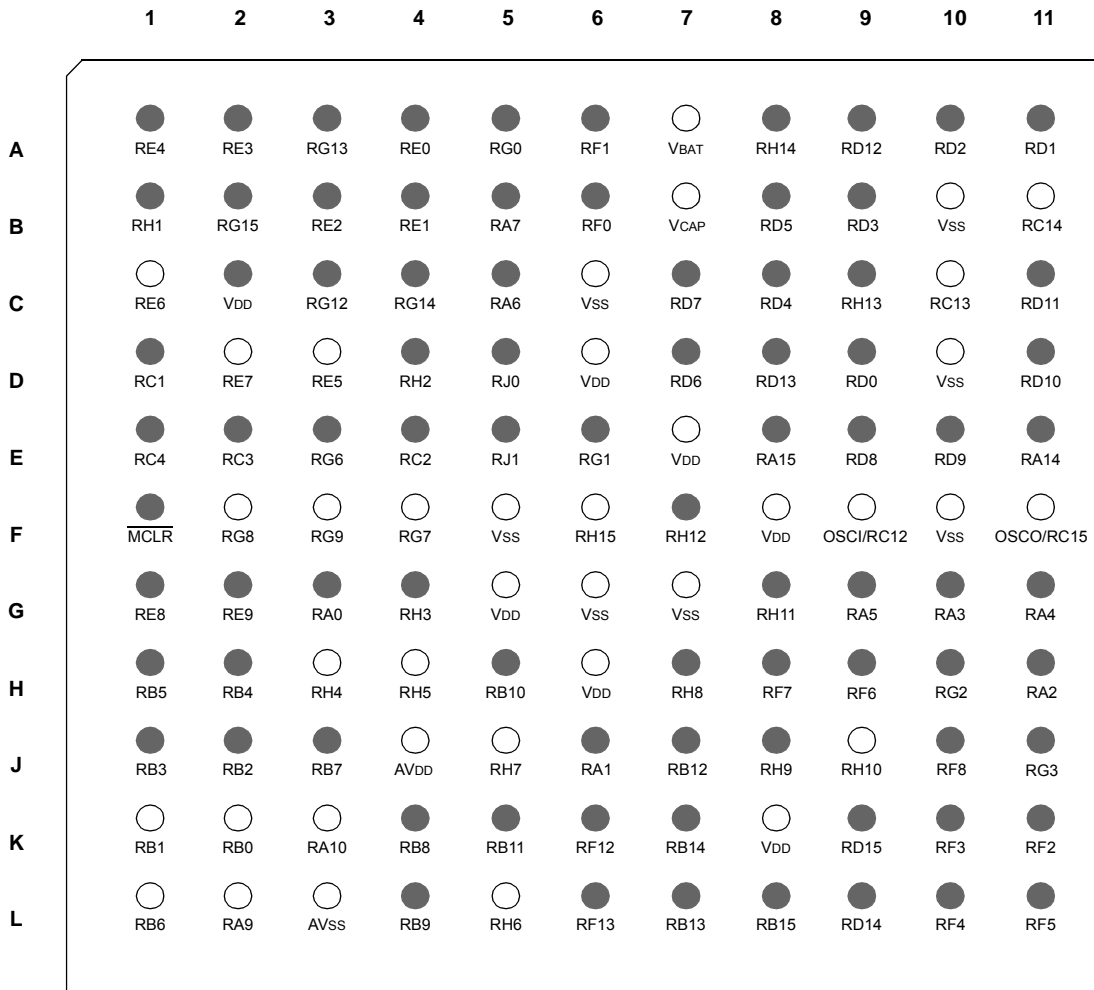 1 2 3 4 5 6 7 8 9 10 11
A
RE4 RE3 RG13 RE0 RG0 RF1 VBAT RH14 RD12 RD2 RD1
B
RH1 RG15 RE2 RE1 RA7 RF0 VCAP RD5 RD3 VSS RC14
C
RE6 VDD RG12 RG14 RA6 VSS RD7 RD4 RH13 RC13 RD11
D
RC1 RE7 RE5 RH2 RJ0 VDD RD6 RD13 RD0 VSS RD10
E
RC4 RC3 RG6 RC2 RJ1 RG1 VDD RA15 RD8 RD9 RA14
F
MCLR RG8 RG9 RG7 VSS RH15 RH12 VDD OSCI/RC12 VSS OSCO/RC15
G
RE8 RE9 RA0 RH3 VDD VSS VSS RH11 RA5 RA3 RA4
H
RB5 RB4 RH4 RH5 RB10 VDD RH8 RF7 RF6 RG2 RA2
J
RB3 RB2 RB7 AVDD RH7 RA1 RB12 RH9 RH10 RF8 RG3
K
RB1 RB0 RA10 RB8 RB11 RF12 RB14 VDD RD15 RF3 RF2
L
RB6 RA9 AVSS RB9 RH6 RF13 RB13 RB15 RD14 RF4 RF5